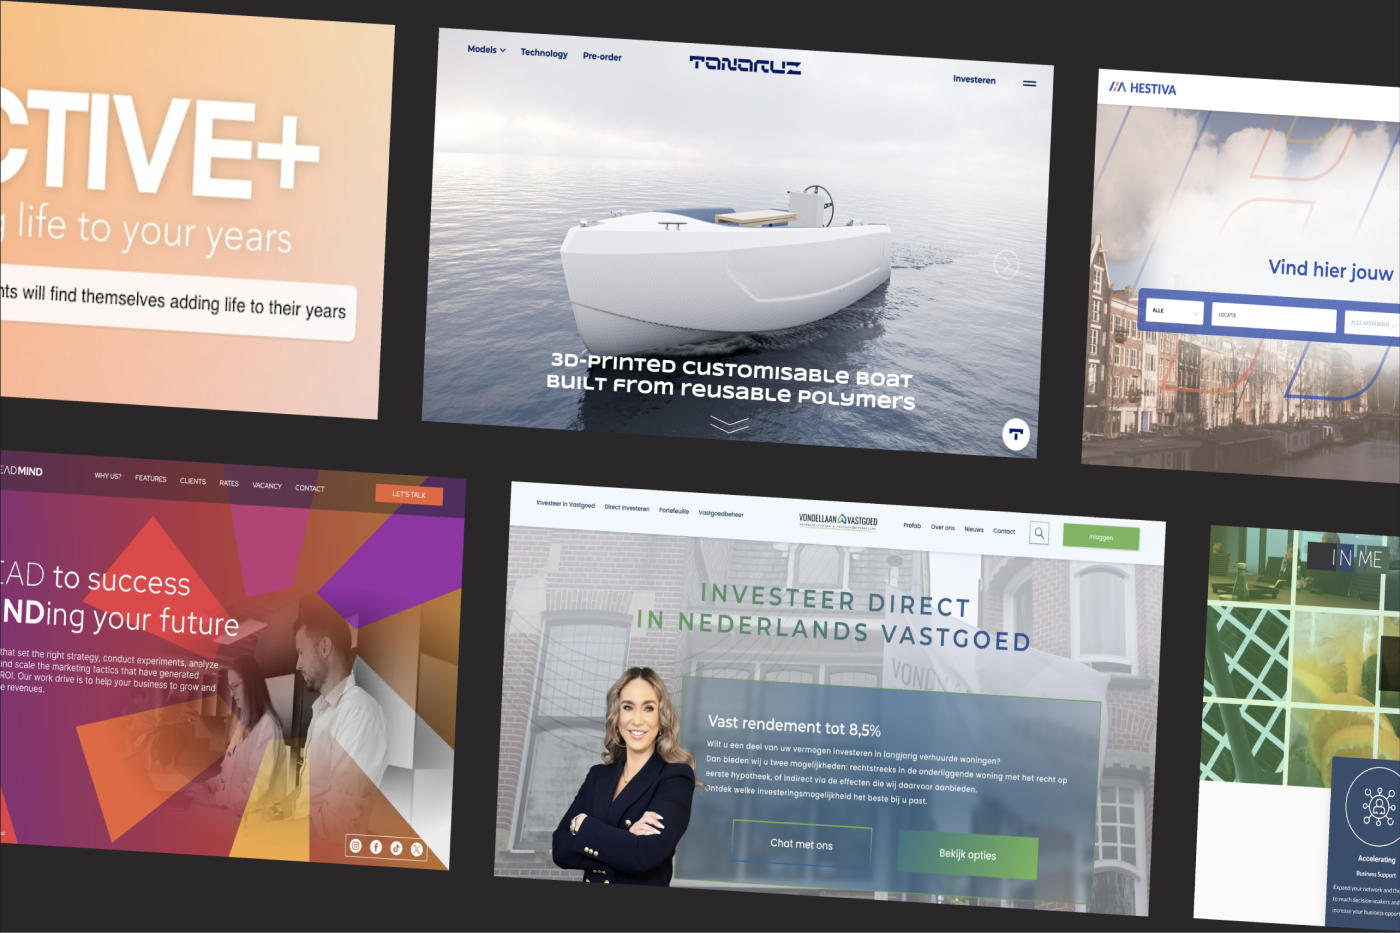 CTIVE+
g life to your years
nts will find themselves adding life to their years
Models
Technology
Pre-order
TANARUZ
Investeren
3D-Printed customisable Boat
Built from reusable polymers
HESTIVA
Vind hier jouw
ALLE
LOCATIE
ALLE AFSTANDEN
EADMIND
WHY US?
FEATURES
CLIENTS
RATES
VACANCY
CONTACT
LET'S TALK
EAD to success
NDing your future
that set the right strategy, conduct experiments, analyze
and scale the marketing tactics that have generated
ROI. Our work drive is to help your business to grow and
e revenues.
Investeer in Vastgoed
Direct investeren
Portefeuille
Vastgoedbeheer
VONDELLAAN VASTGOED
Prefab
Over ons
Nieuws
Contact
Inloggen
INVESTEER DIRECT
IN NEDERLANDS VASTGOED
VOND
Vast rendement tot 8,5%
Wilt u een deel van uw vermogen investeren in langjarig verhuurde woningen?
Dan bieden wij u twee mogelijkheden: rechtstreeks in de onderliggende woning met het recht op
eerste hypotheek, of indirect via de effecten die wij daarvoor aanbieden.
Ontdek welke investeringsmogelijkheid het beste bij u past.
Chat met ons
Bekijk opties
IN ME
Accelerating
Business Support
Expand your network and the
to reach decision-makers and
increase your business opport